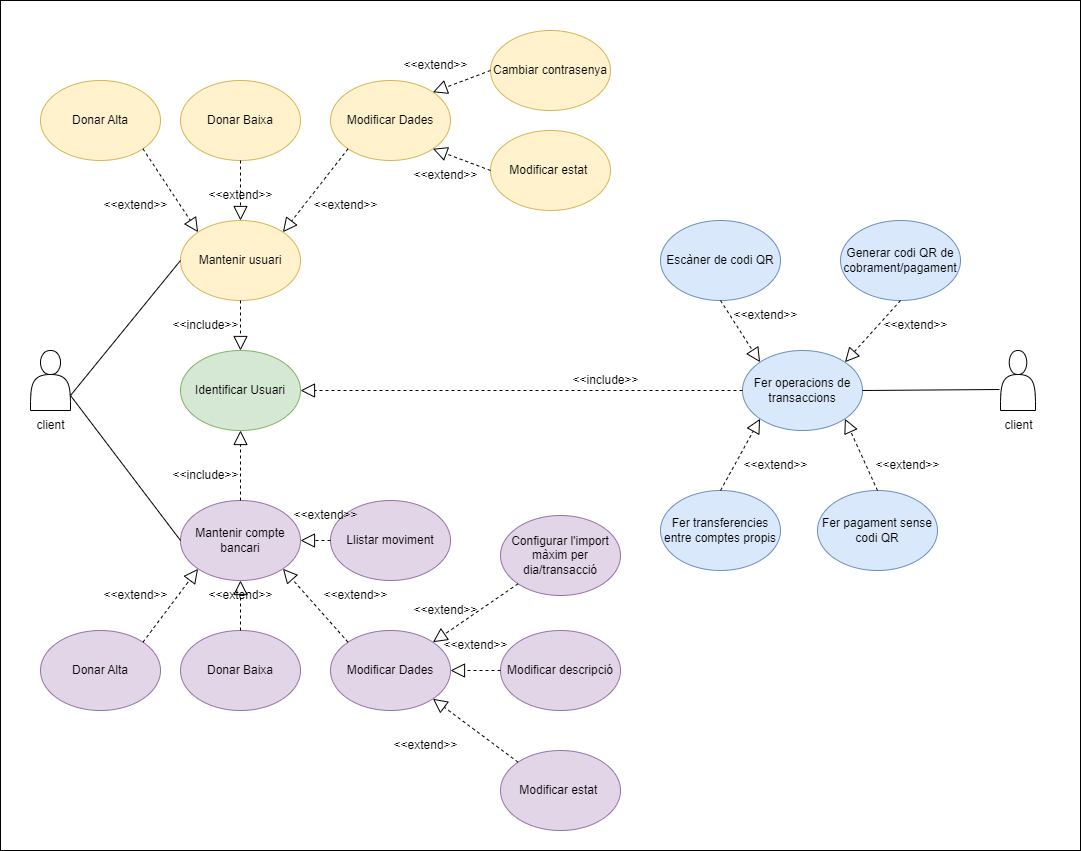 <<extend>>
Cambiar contrasenya
Donar Alta
Donar Baixa
Modificar Dades
<<extend>>
Modificar estat
<<extend>>
<<extend>>
<<extend>>
Mantenir usuari
Escàner de codi QR
Generar codi QR de
cobrament/pagament
<<include>>
<<extend>>
<<extend>>
Identificar Usuari
<<include>>
Fer operacions de
transaccions
client
client
<<include>>
<<extend>>
<<extend>>
Mantenir compte
bancari
<<extend>>
Llistar moviment
Configurar l'import
màxim per
dia/transacció
Fer transferencies
entre comptes propis
Fer pagament sense
codi QR
<<extend>>
<<extend>>
<<extend>>
<<extend>>
<<extend>>
Donar Alta
Donar Baixa
Modificar Dades
Modificar descripció
<<extend>>
Modificar estat